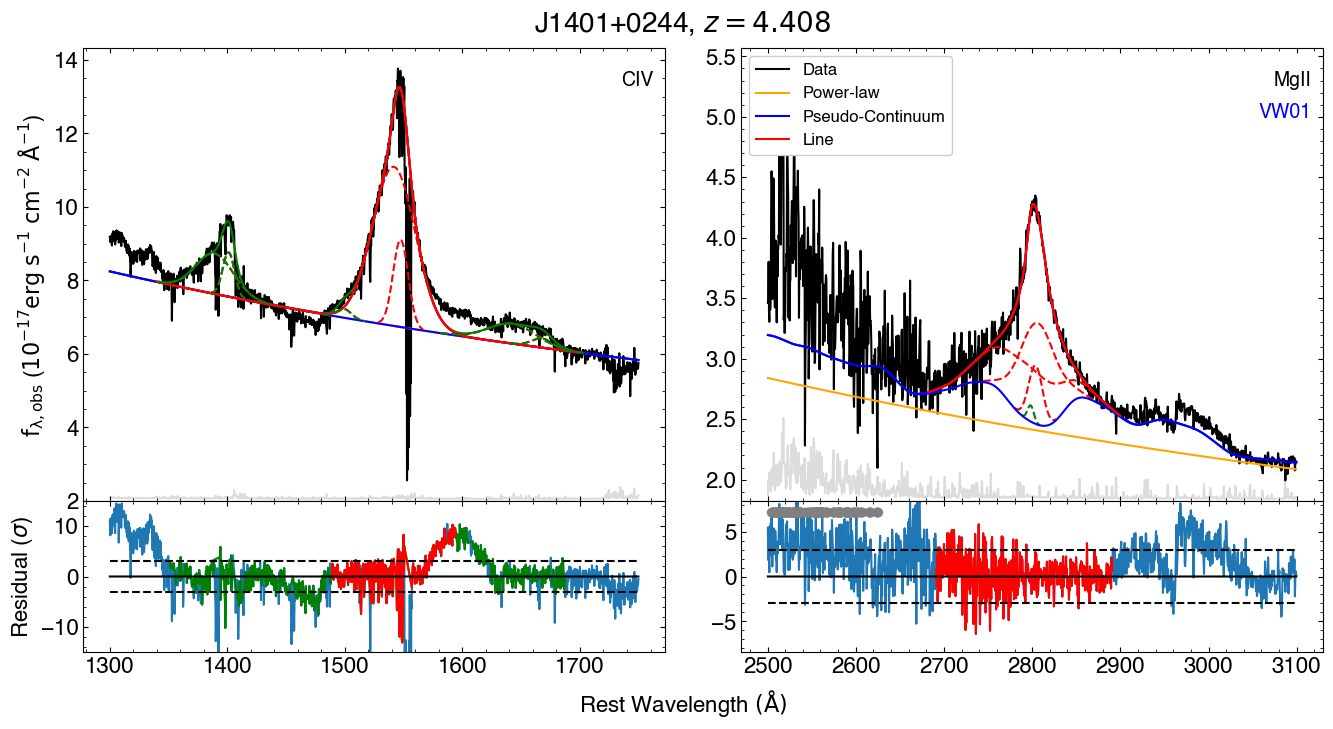 J1401+0244, z = 4.408
CIV
14
12
10
8
6
4
2
f_λ,obs (10⁻¹⁷erg s⁻¹ cm⁻² Å⁻¹)
Data
Power-law
Pseudo-Continuum
Line
MgII
VW01
5.5
5.0
4.5
4.0
3.5
3.0
2.5
2.0
10
0
−10
Residual (σ)
5
0
−5
1300 1400 1500 1600 1700
2500 2600 2700 2800 2900 3000 3100
Rest Wavelength (Å)